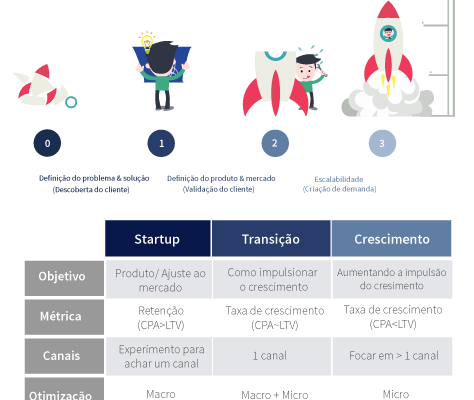 0
1
2
3
Definição do problema & solução
(Descoberta do cliente)
Definição do produto & mercado
(Validação do cliente)
Escalabilidade
(Criação de demanda)
Startup
Transição
Crescimento
Objetivo
Produto/ Ajuste ao
mercado
Como impulsionar
o crescimento
Aumentando a impulsão
do cresimento
Métrica
Retenção
(CPA>LTV)
Taxa de crescimento
(CPA~LTV)
Taxa de crescimento
(CPA<LTV)
Canais
Experimento para
achar um canal
1 canal
Focar em > 1 canal
Otimização
Macro
Macro + Micro
Micro